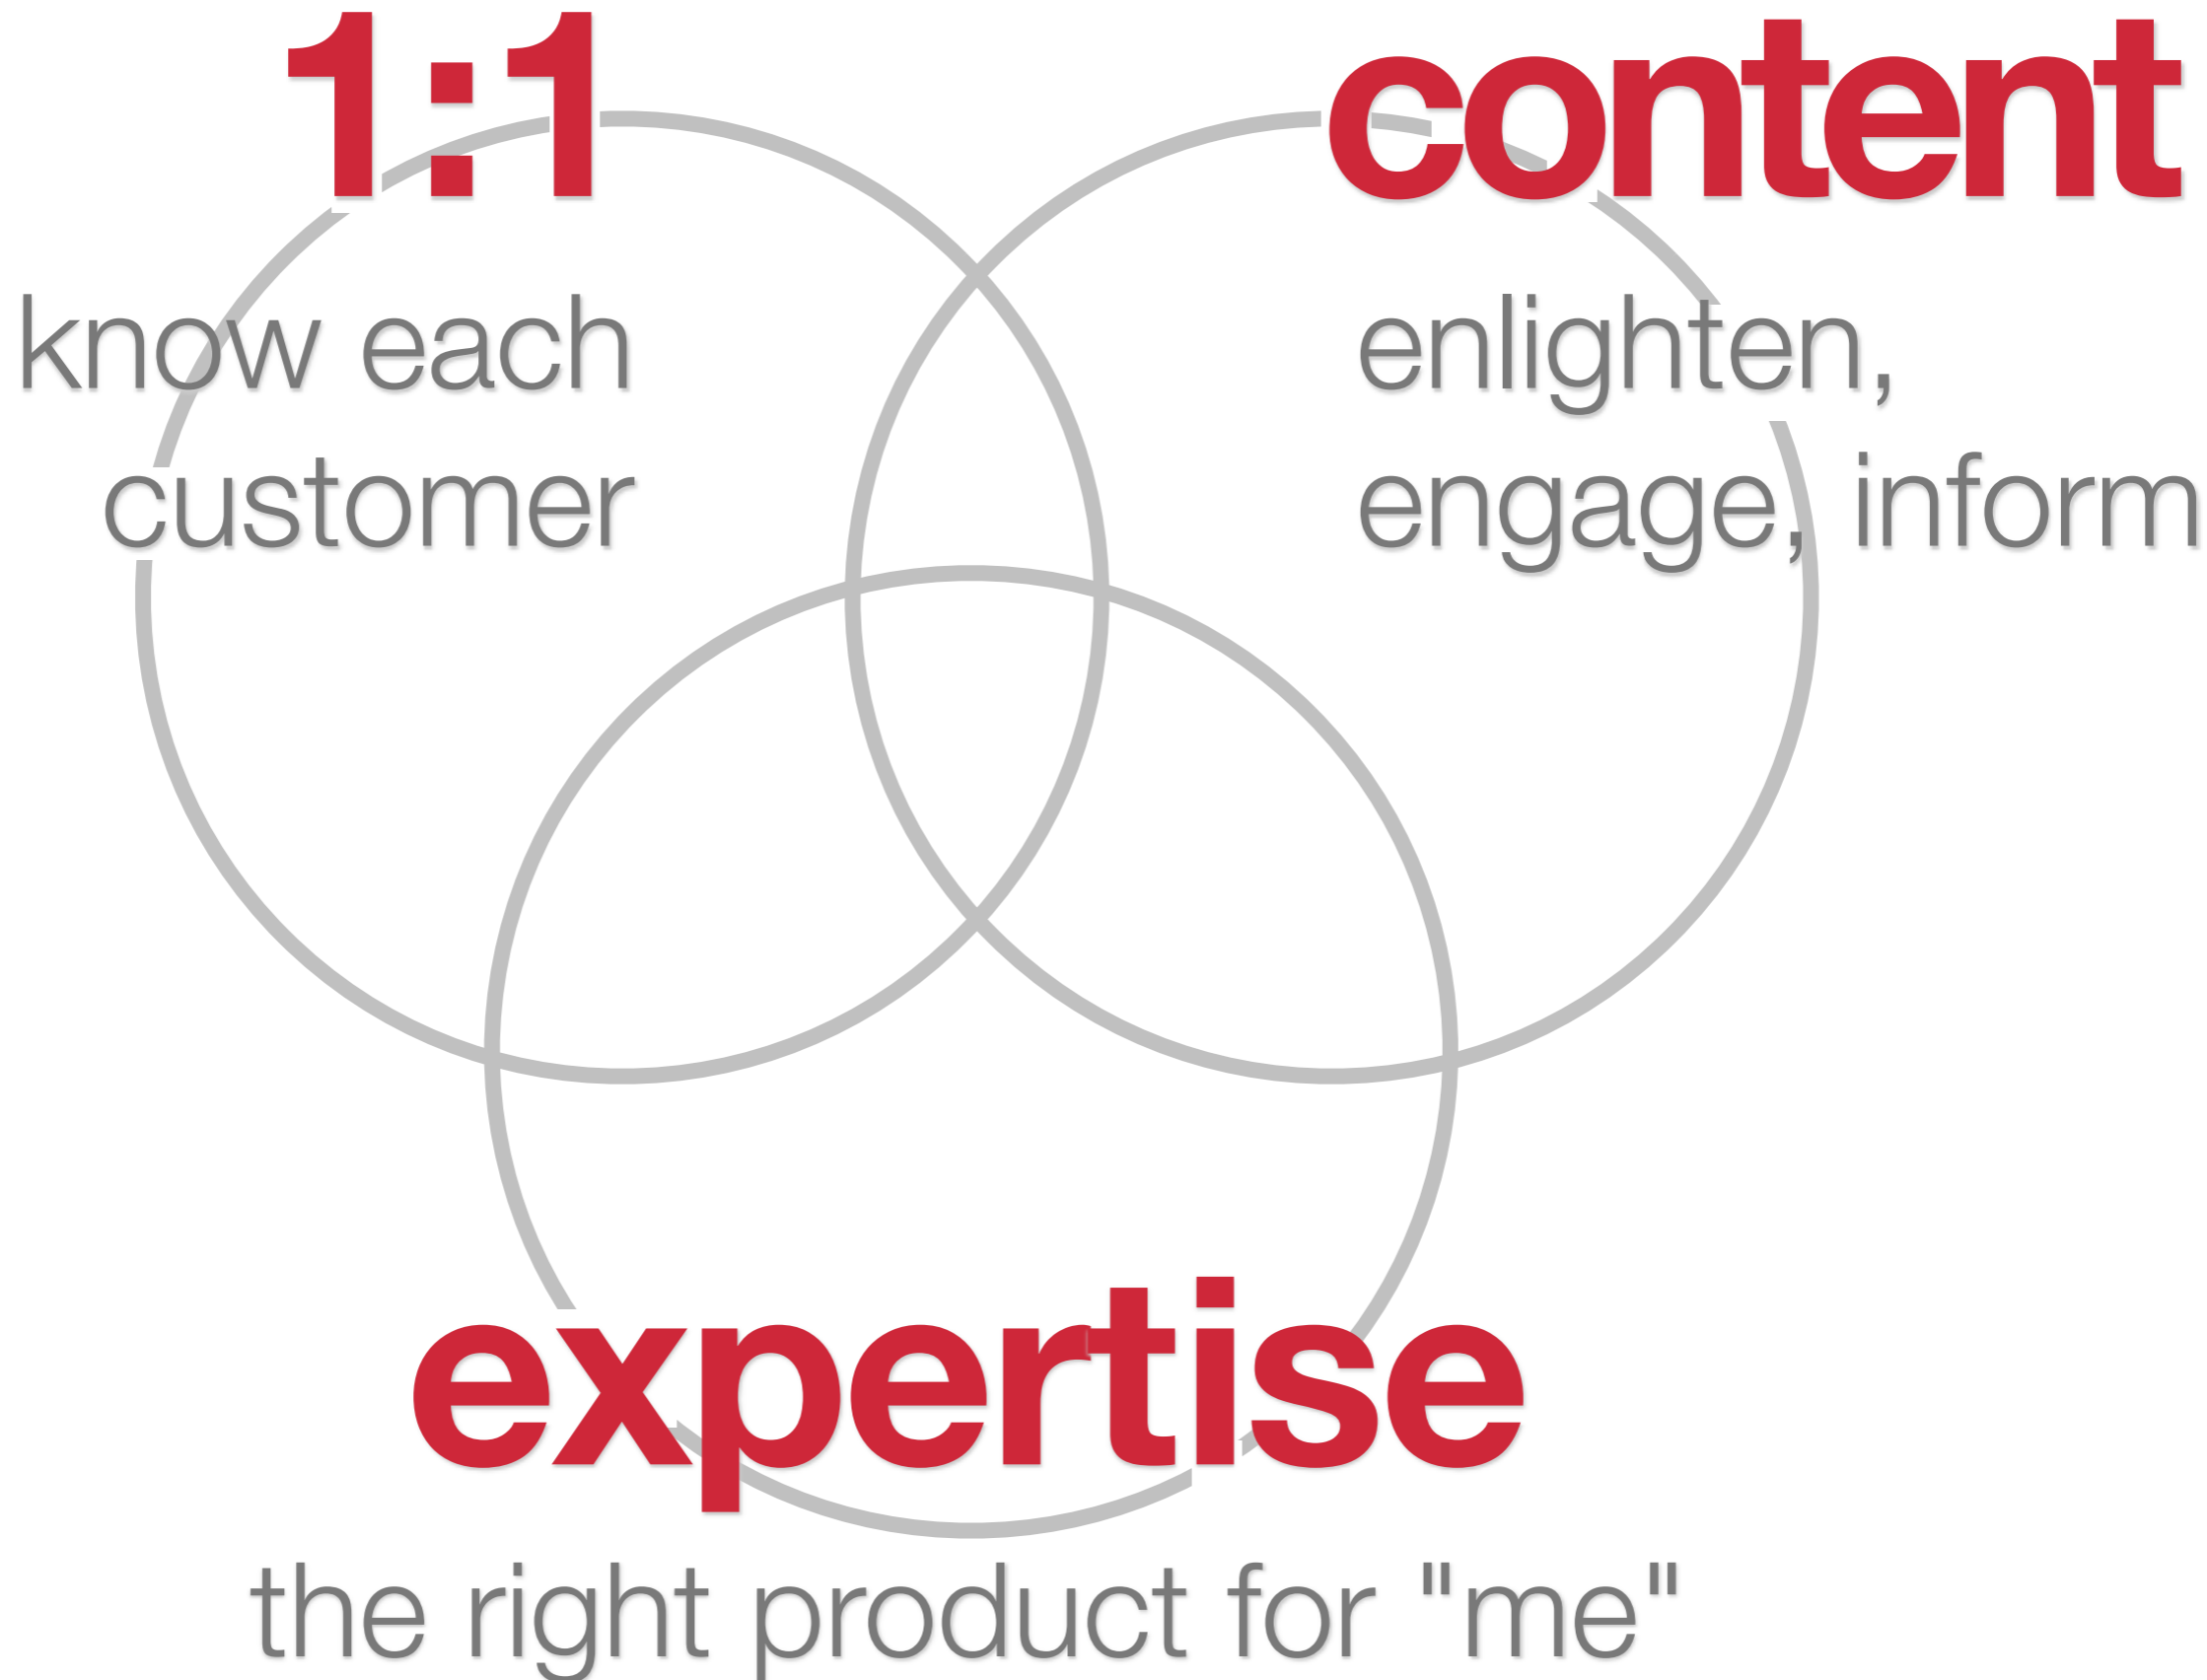 1:1
know each
customer
content
enlighten,
engage, inform
expertise
the right product for "me"